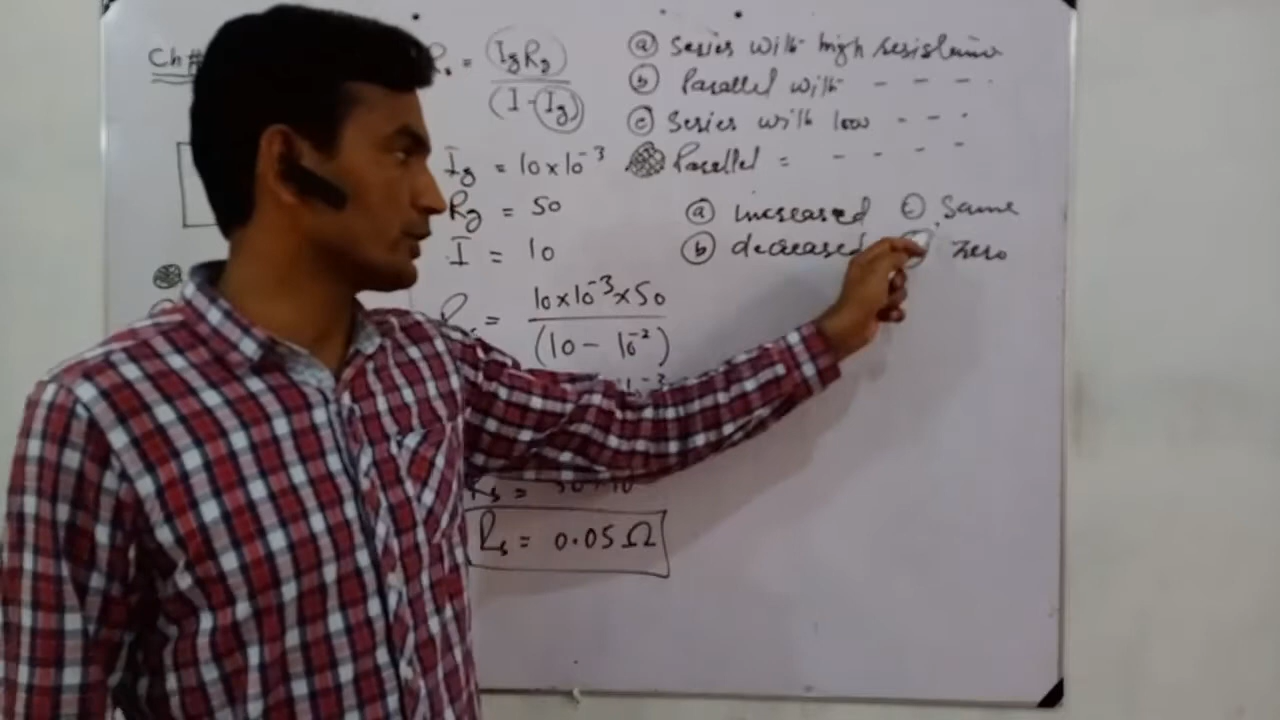 Ch#
Rs = IgRg
(I - Ig)
Ig = 10×10⁻³
Rg = 50
I = 10
= 10×10⁻³×50
(10 - 10⁻²)
Rs = 0.05 Ω
ⓐ Series with high resistance
ⓑ Parallel with - - - -
ⓒ Series with low - - -
Parallel = - - - -
ⓐ increased ⓒ Same
ⓑ decreased zero